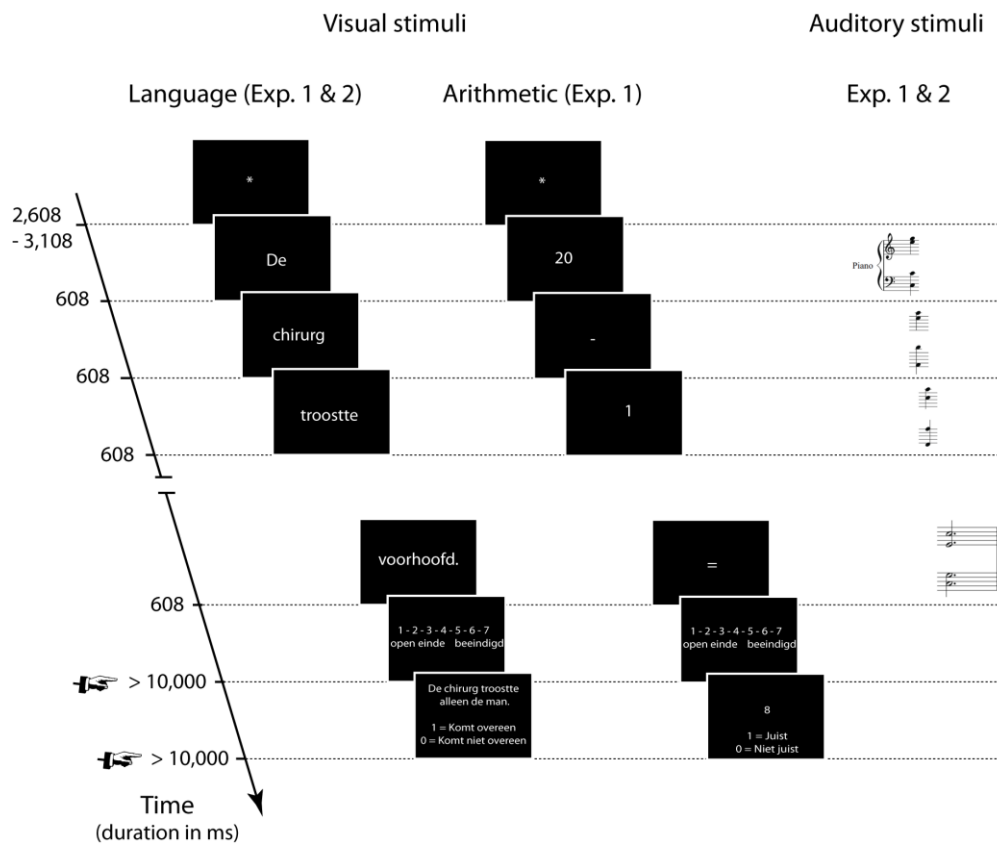 Visual stimuli
Auditory stimuli
Language (Exp. 1 & 2)
Arithmetic (Exp. 1)
Exp. 1 & 2
*
*
2,608
- 3,108
De
20
Piano
608
chirurg
-
608
troostte
1
608
voorhoofd.
=
608
1 - 2 - 3 - 4 - 5 - 6 - 7
open einde beeindigd
1 - 2 - 3 - 4 - 5 - 6 - 7
open einde beeindigd
> 10,000
De chirurg troostte
alleen de man.
1 = Komt overeen
0 = Komt niet overeen
8
1 = Juist
0 = Niet juist
> 10,000
Time
(duration in ms)